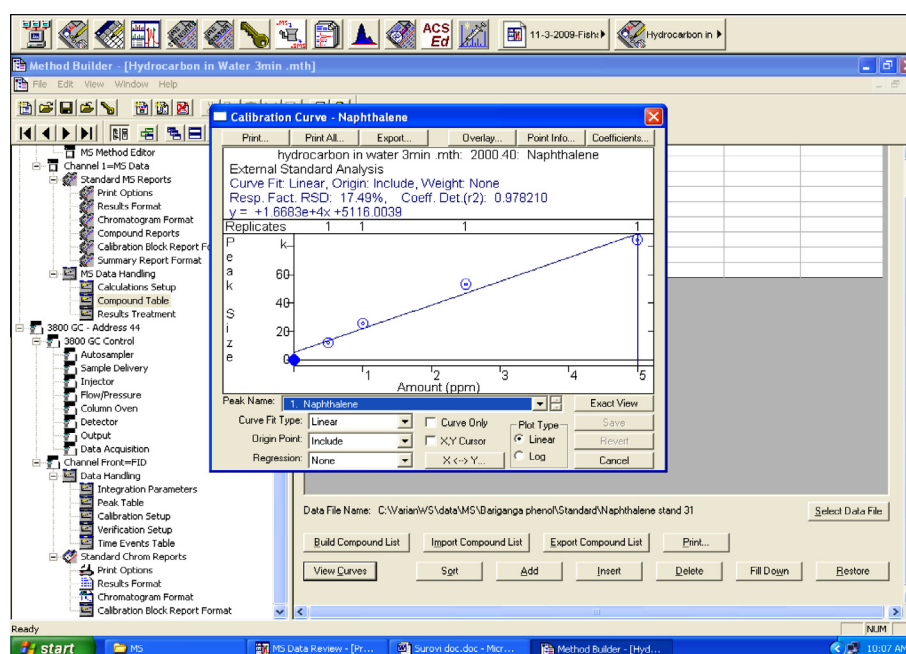 MS
ACS
Ed
11-3-2009-Fishe
Hydrocarbon in
Method Builder - [Hydrocarbon in Water 3min .mth]
File Edit View Window Help
MS Method Editor
Channel 1=MS Data
Standard MS Reports
Print Options
Results Format
Chromatogram Format
Compound Reports
Calibration Block Report Fo
Summary Report Format
MS Data Handling
Calculations Setup
Compound Table
Results Treatment
3800 GC - Address 44
3800 GC Control
Autosampler
Sample Delivery
Injector
Flow/Pressure
Column Oven
Detector
Output
Data Acquisition
Channel Front=FID
Data Handling
Integration Parameters
Peak Table
Calibration Setup
Verification Setup
Time Events Table
Standard Chrom Reports
Print Options
Results Format
Chromatogram Format
Calibration Block Report Format
Calibration Curve - Naphthalene
Print... Print All... Export... Overlay... Point Info... Coefficients...
hydrocarbon in water 3min .mth: 2000.40: Naphthalene
External Standard Analysis
Curve Fit: Linear, Origin: Include, Weight: None
Resp. Fact. RSD: 17.49%, Coeff. Det.(r2): 0.978210
y = +1.6683e+4x +5116.0039
Replicates 1 1 1 1
Peak Size
k
60
40
20
0
1 2 3 4 5
Amount (ppm)
Peak Name: 1. Naphthalene Exact View
Curve Fit Type: Linear Curve Only Plot Type Save
Origin Point: Include X,Y Cursor Linear Revert
Regression: None X <-> Y... Log Cancel
Data File Name: C:\VarianWS\data\MS\Bariganga phenol\Standard\Naphthalene stand 31 Select Data File
Build Compound List Import Compound List Export Compound List Print...
View Curves Sort Add Insert Delete Fill Down Restore
Ready NUM
start MS MS Data Review - [Pr... Surovi doc.doc - Micr... Method Builder - [Hyd... 10:07 AM